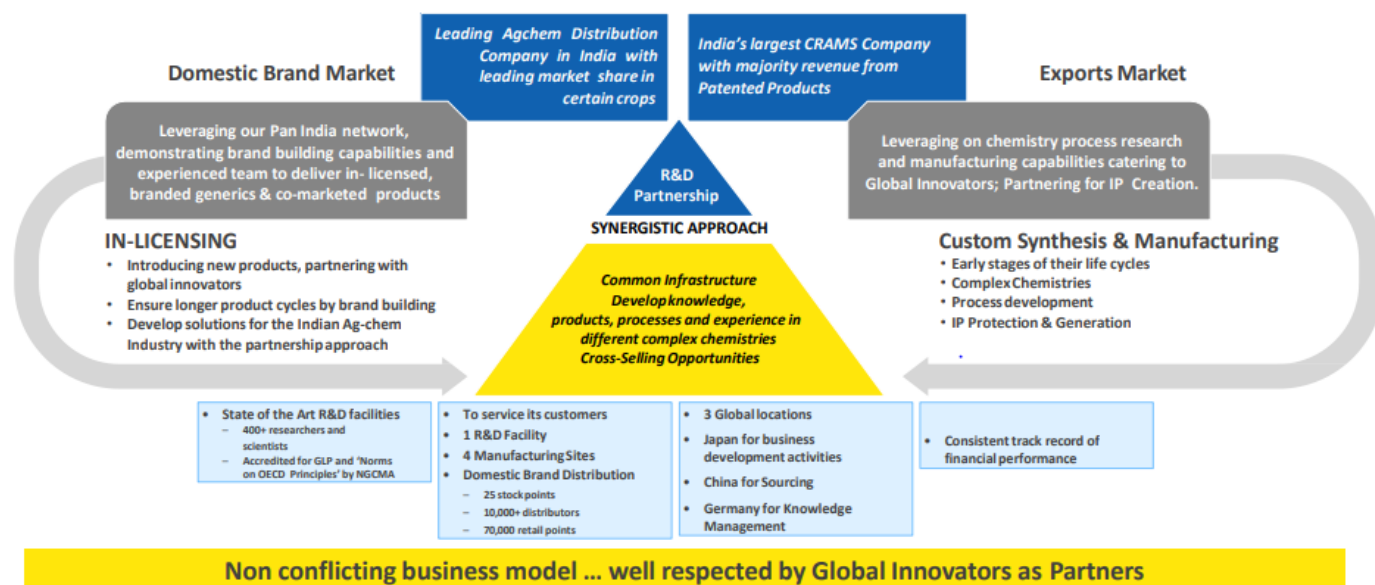 Leading Agchem Distribution
Company in India with
leading market share in
certain crops
India's largest CRAMS Company
with majority revenue from
Patented Products
Domestic Brand Market
Exports Market
Leveraging our Pan India network,
demonstrating brand building capabilities and
experienced team to deliver in- licensed,
branded generics & co-marketed products
Leveraging on chemistry process research
and manufacturing capabilities catering to
Global Innovators; Partnering for IP Creation.
R&D
Partnership
SYNERGISTIC APPROACH
IN-LICENSING
• Introducing new products, partnering with
global innovators
• Ensure longer product cycles by brand building
• Develop solutions for the Indian Ag-chem
Industry with the partnership approach
Common Infrastructure
Develop knowledge,
products, processes and experience in
different complex chemistries
Cross-Selling Opportunities
Custom Synthesis & Manufacturing
• Early stages of their life cycles
• Complex Chemistries
• Process development
• IP Protection & Generation
• State of the Art R&D facilities
– 400+ researchers and
scientists
– Accredited for GLP and 'Norms
on OECD Principles' by NGCMA
• To service its customers
• 1 R&D Facility
• 4 Manufacturing Sites
• Domestic Brand Distribution
– 25 stock points
– 10,000+ distributors
– 70,000 retail points
• 3 Global locations
• Japan for business
development activities
• China for Sourcing
• Germany for Knowledge
Management
• Consistent track record of
financial performance
Non conflicting business model ... well respected by Global Innovators as Partners